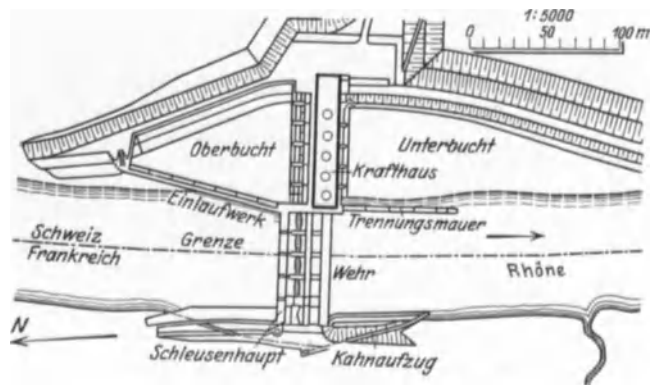 1:5000
0 50 100 m
Oberbucht
Unterbucht
Krafthaus
Einlaufwerk
Trennungsmauer
Schweiz
Grenze
Frankreich
Rhône
Wehr
N
Schleusenhaupt
Kahnaufzug